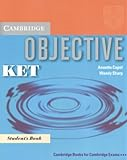 CAMBRIDGE
OBJECTIVE
KET
Annette Capel
Wendy Sharp
Student's Book
Cambridge Books for Cambridge Exams